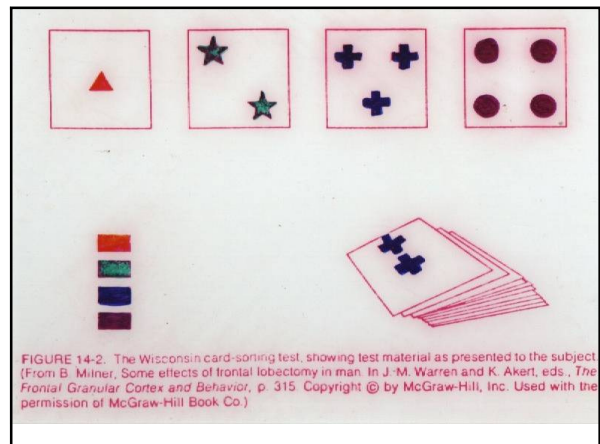 FIGURE 14-2. The Wisconsin card-sorting test, showing test material as presented to the subject.
(From B. Milner, Some effects of frontal lobectomy in man. In J.-M. Warren and K. Akert, eds., The
Frontal Granular Cortex and Behavior, p. 315. Copyright © by McGraw-Hill, Inc. Used with the
permission of McGraw-Hill Book Co.)